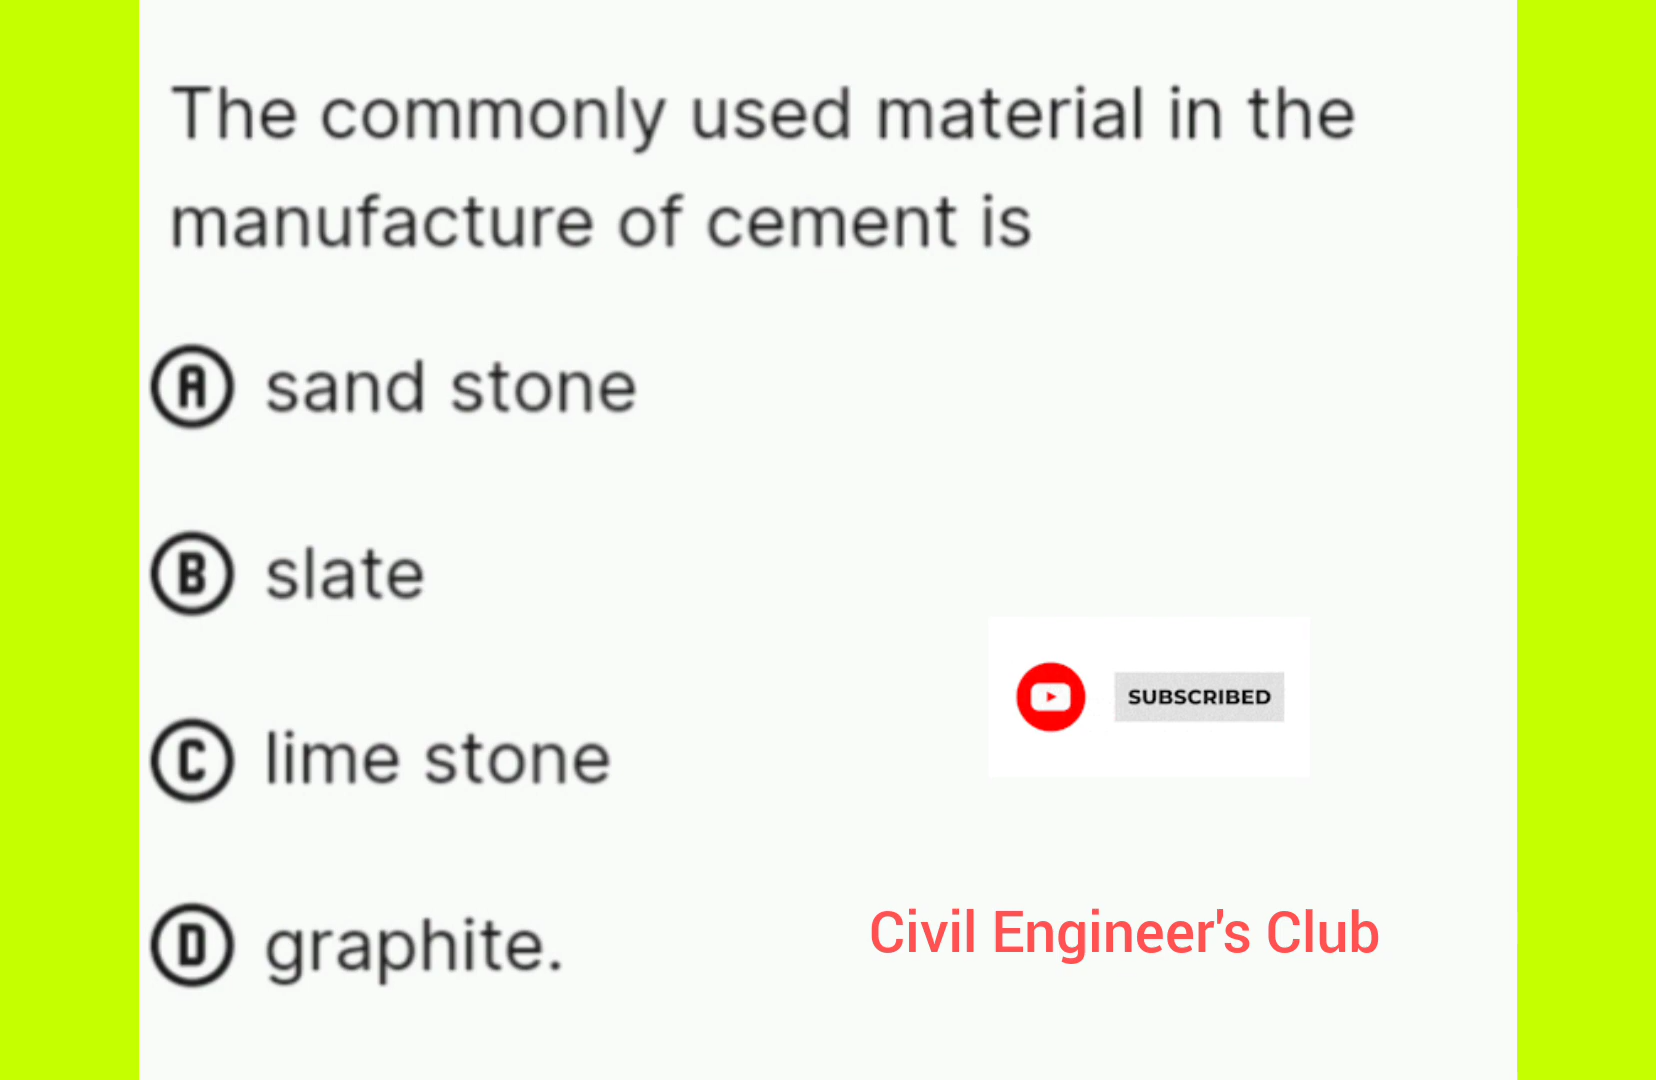 The commonly used material in the
manufacture of cement is
A sand stone
B slate
C lime stone
SUBSCRIBED
D graphite.
Civil Engineer's Club